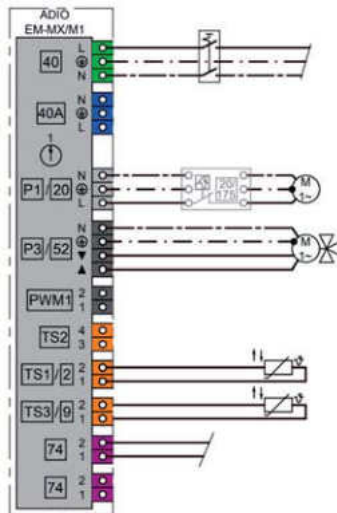 ADIO
EM-MX/M1
L
40
N
N
40A
L
1
N
P1/20
20/
175
M
1~
L
N
P3/52
M
1~
2
PWM1
1
4
TS2
3
2
TS1/2
1
ϑ
2
TS3/9
1
ϑ
2
74
1
2
74
1